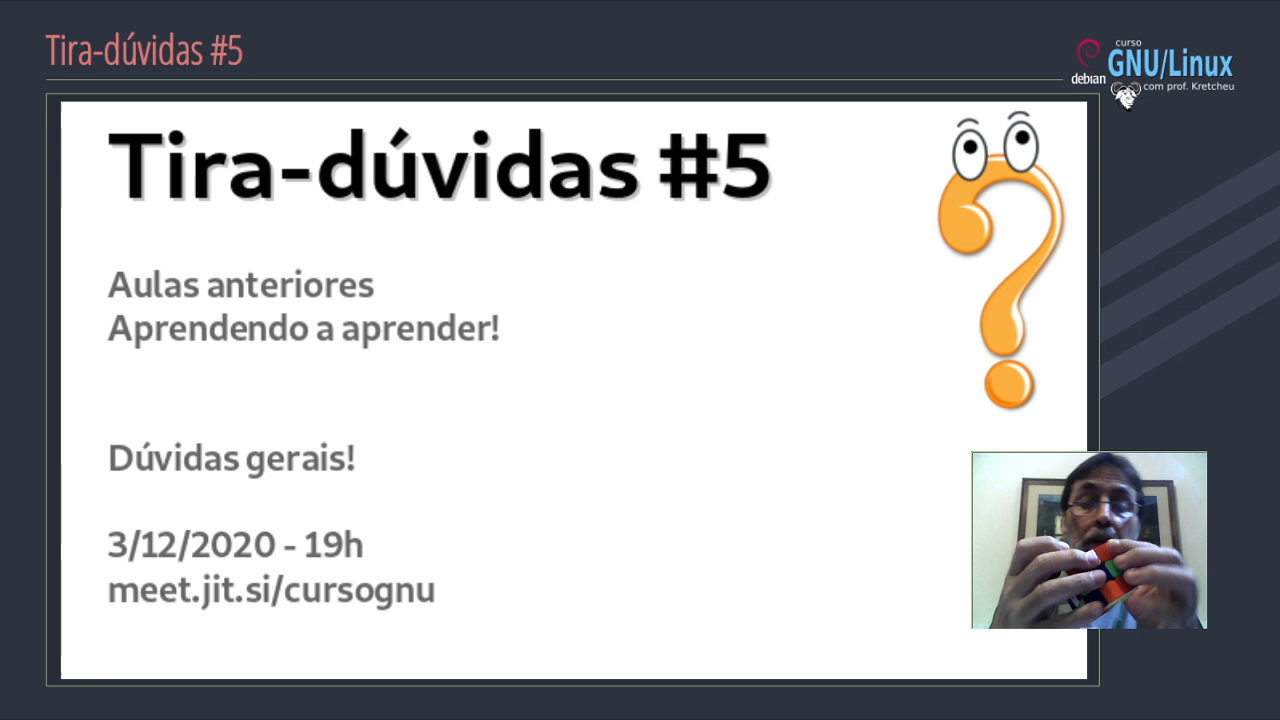 Tira-dúvidas #5
curso
debian GNU/Linux
com prof. Kretcheu
Tira-dúvidas #5
Aulas anteriores
Aprendendo a aprender!
Dúvidas gerais!
3/12/2020 - 19h
meet.jit.si/cursognu